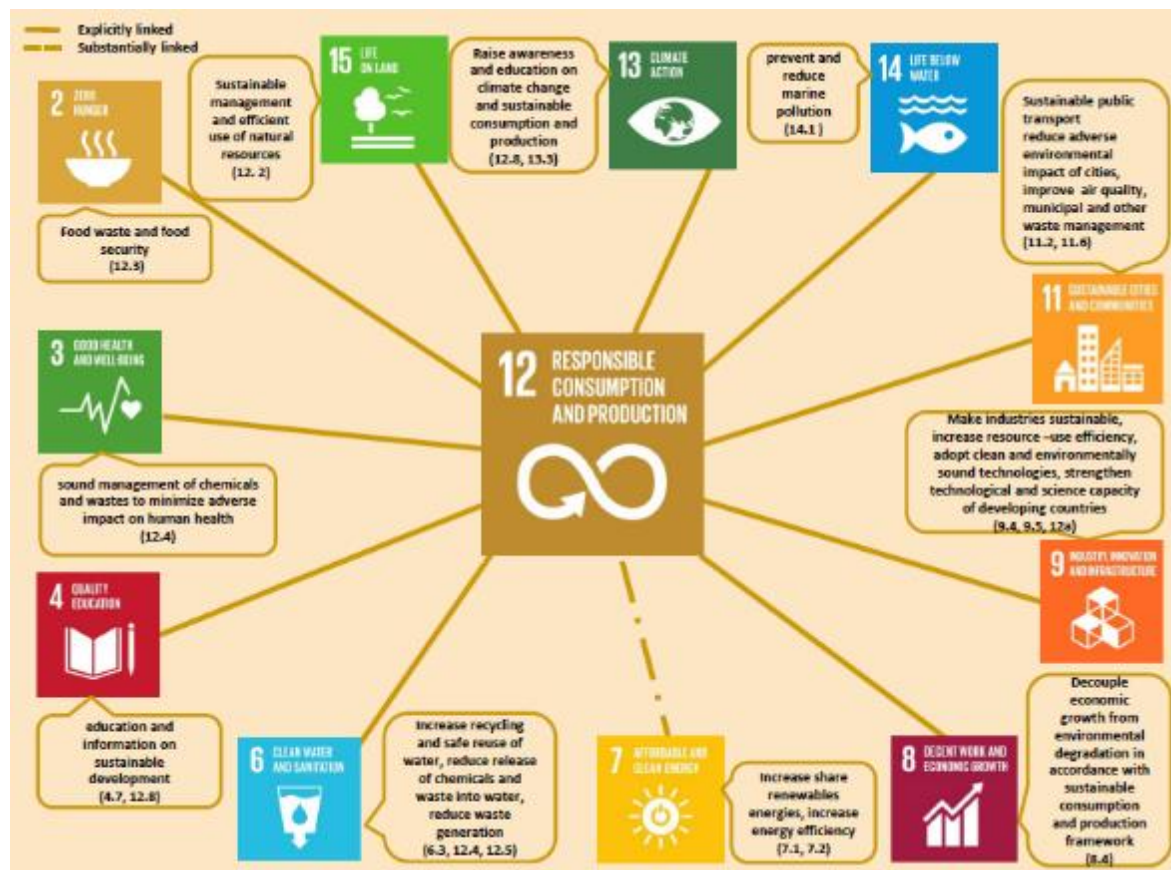 Explicitly linked
Substantially linked
15 LIFE
ON LAND
Sustainable
management
and efficient
use of natural
resources
(12. 2)
Raise awareness
and education on
climate change
and sustainable
consumption and
production
(12.8, 13.3)
13 CLIMATE
ACTION
prevent and
reduce
marine
pollution
(14.1 )
14 LIFE BELOW
WATER
Sustainable public
transport
reduce adverse
environmental
impact of cities,
improve air quality,
municipal and other
waste management
(11.2, 11.6)
2 ZERO
HUNGER
Food waste and food
security
(12.3)
11 SUSTAINABLE CITIES
AND COMMUNITIES
3 GOOD HEALTH
AND WELL-BEING
12 RESPONSIBLE
CONSUMPTION
AND PRODUCTION
Make industries sustainable,
increase resource –use efficiency,
adopt clean and environmentally
sound technologies, strengthen
technological and science capacity
of developing countries
(9.4, 9.5, 12a)
sound management of chemicals
and wastes to minimize adverse
impact on human health
(12.4)
9 INDUSTRY, INNOVATION
AND INFRASTRUCTURE
4 QUALITY
EDUCATION
education and
information on
sustainable
development
(4.7, 12.8)
6 CLEAN WATER
AND SANITATION
Increase recycling
and safe reuse of
water, reduce release
of chemicals and
waste into water,
reduce waste
generation
(6.3, 12.4, 12.5)
7 AFFORDABLE AND
CLEAN ENERGY
Increase share
renewables
energies, increase
energy efficiency
(7.1, 7.2)
8 DECENT WORK AND
ECONOMIC GROWTH
Decouple
economic
growth from
environmental
degradation in
accordance with
sustainable
consumption
and production
framework
(8.4)